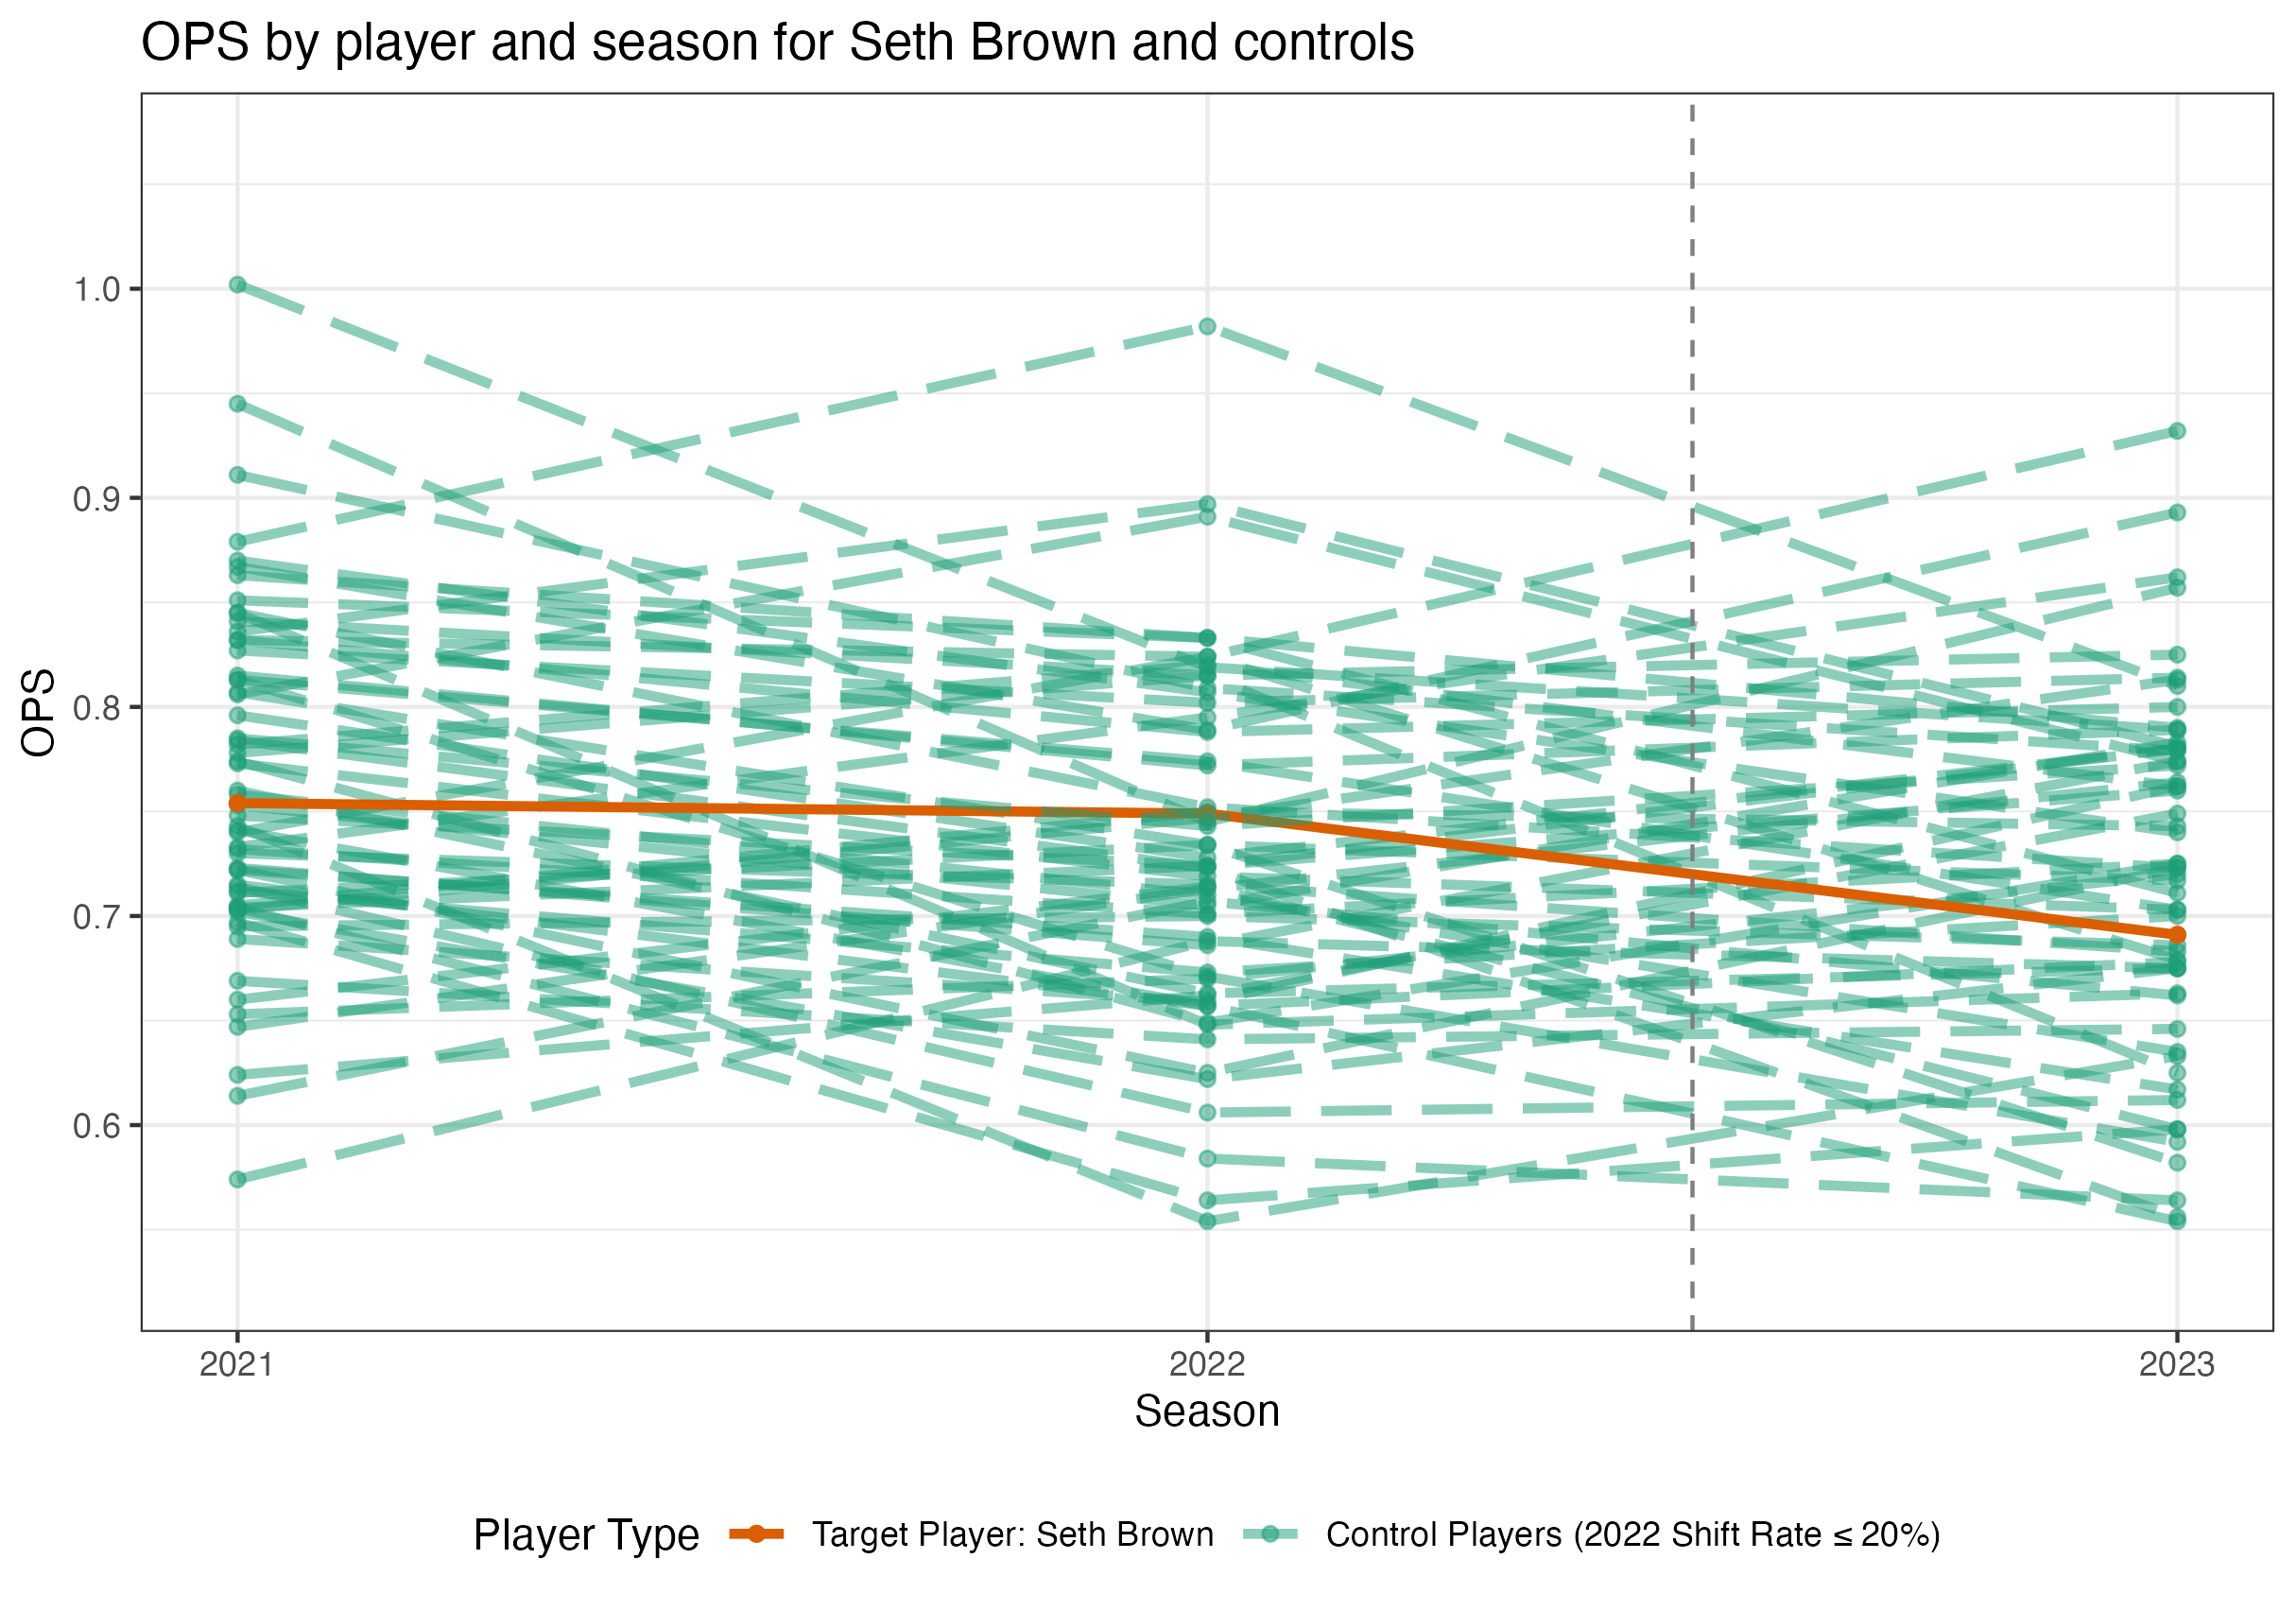 OPS by player and season for Seth Brown and controls
OPS
1.0
0.9
0.8
0.7
0.6
2021
2022
2023
Season
Player Type
Target Player: Seth Brown
Control Players (2022 Shift Rate ≤ 20%)